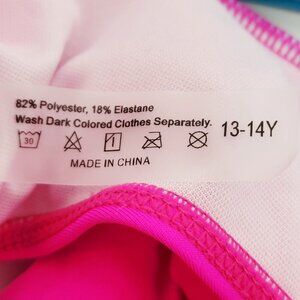 82% Polyester, 18% Elastane
Wash Dark Colored Clothes Separately.
30
13-14Y
MADE IN CHINA